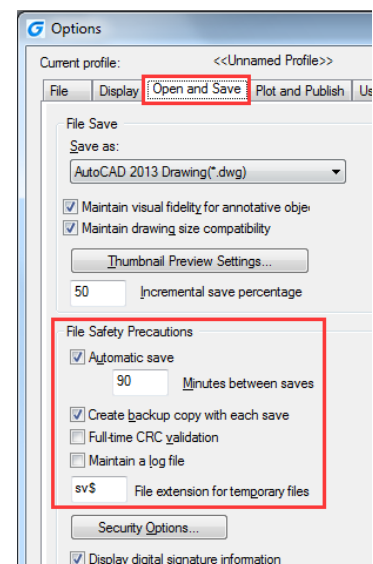 Options
Current profile: <<Unnamed Profile>>
File Display Open and Save Plot and Publish
File Save
Save as:
AutoCAD 2013 Drawing(*.dwg)
Maintain visual fidelity for annotative
Maintain drawing size compatibility
Thumbnail Preview Settings...
50 Incremental save percentage
File Safety Precautions
Automatic save
90 Minutes between saves
Create backup copy with each save
Full-time CRC validation
Maintain a log file
sv$ File extension for temporary files
Security Options...
Display digital signature information